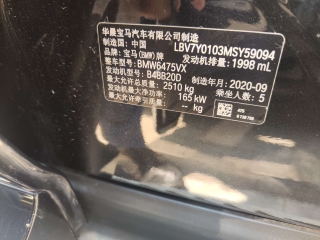 华晨宝马汽车有限公司制造
制造国: 中国 LBV7Y0103MSY59094
品牌: 宝马(BMW)牌 发动机排量: 1998 mL
整车型号: BMW6475VX
发动机型号: B48B20D
最大允许总质量: 2510 kg 制造年月: 2020-09
发动机最大净功率: 165 kW 乘坐人数: 5
最大允许牵引质量: -- kg